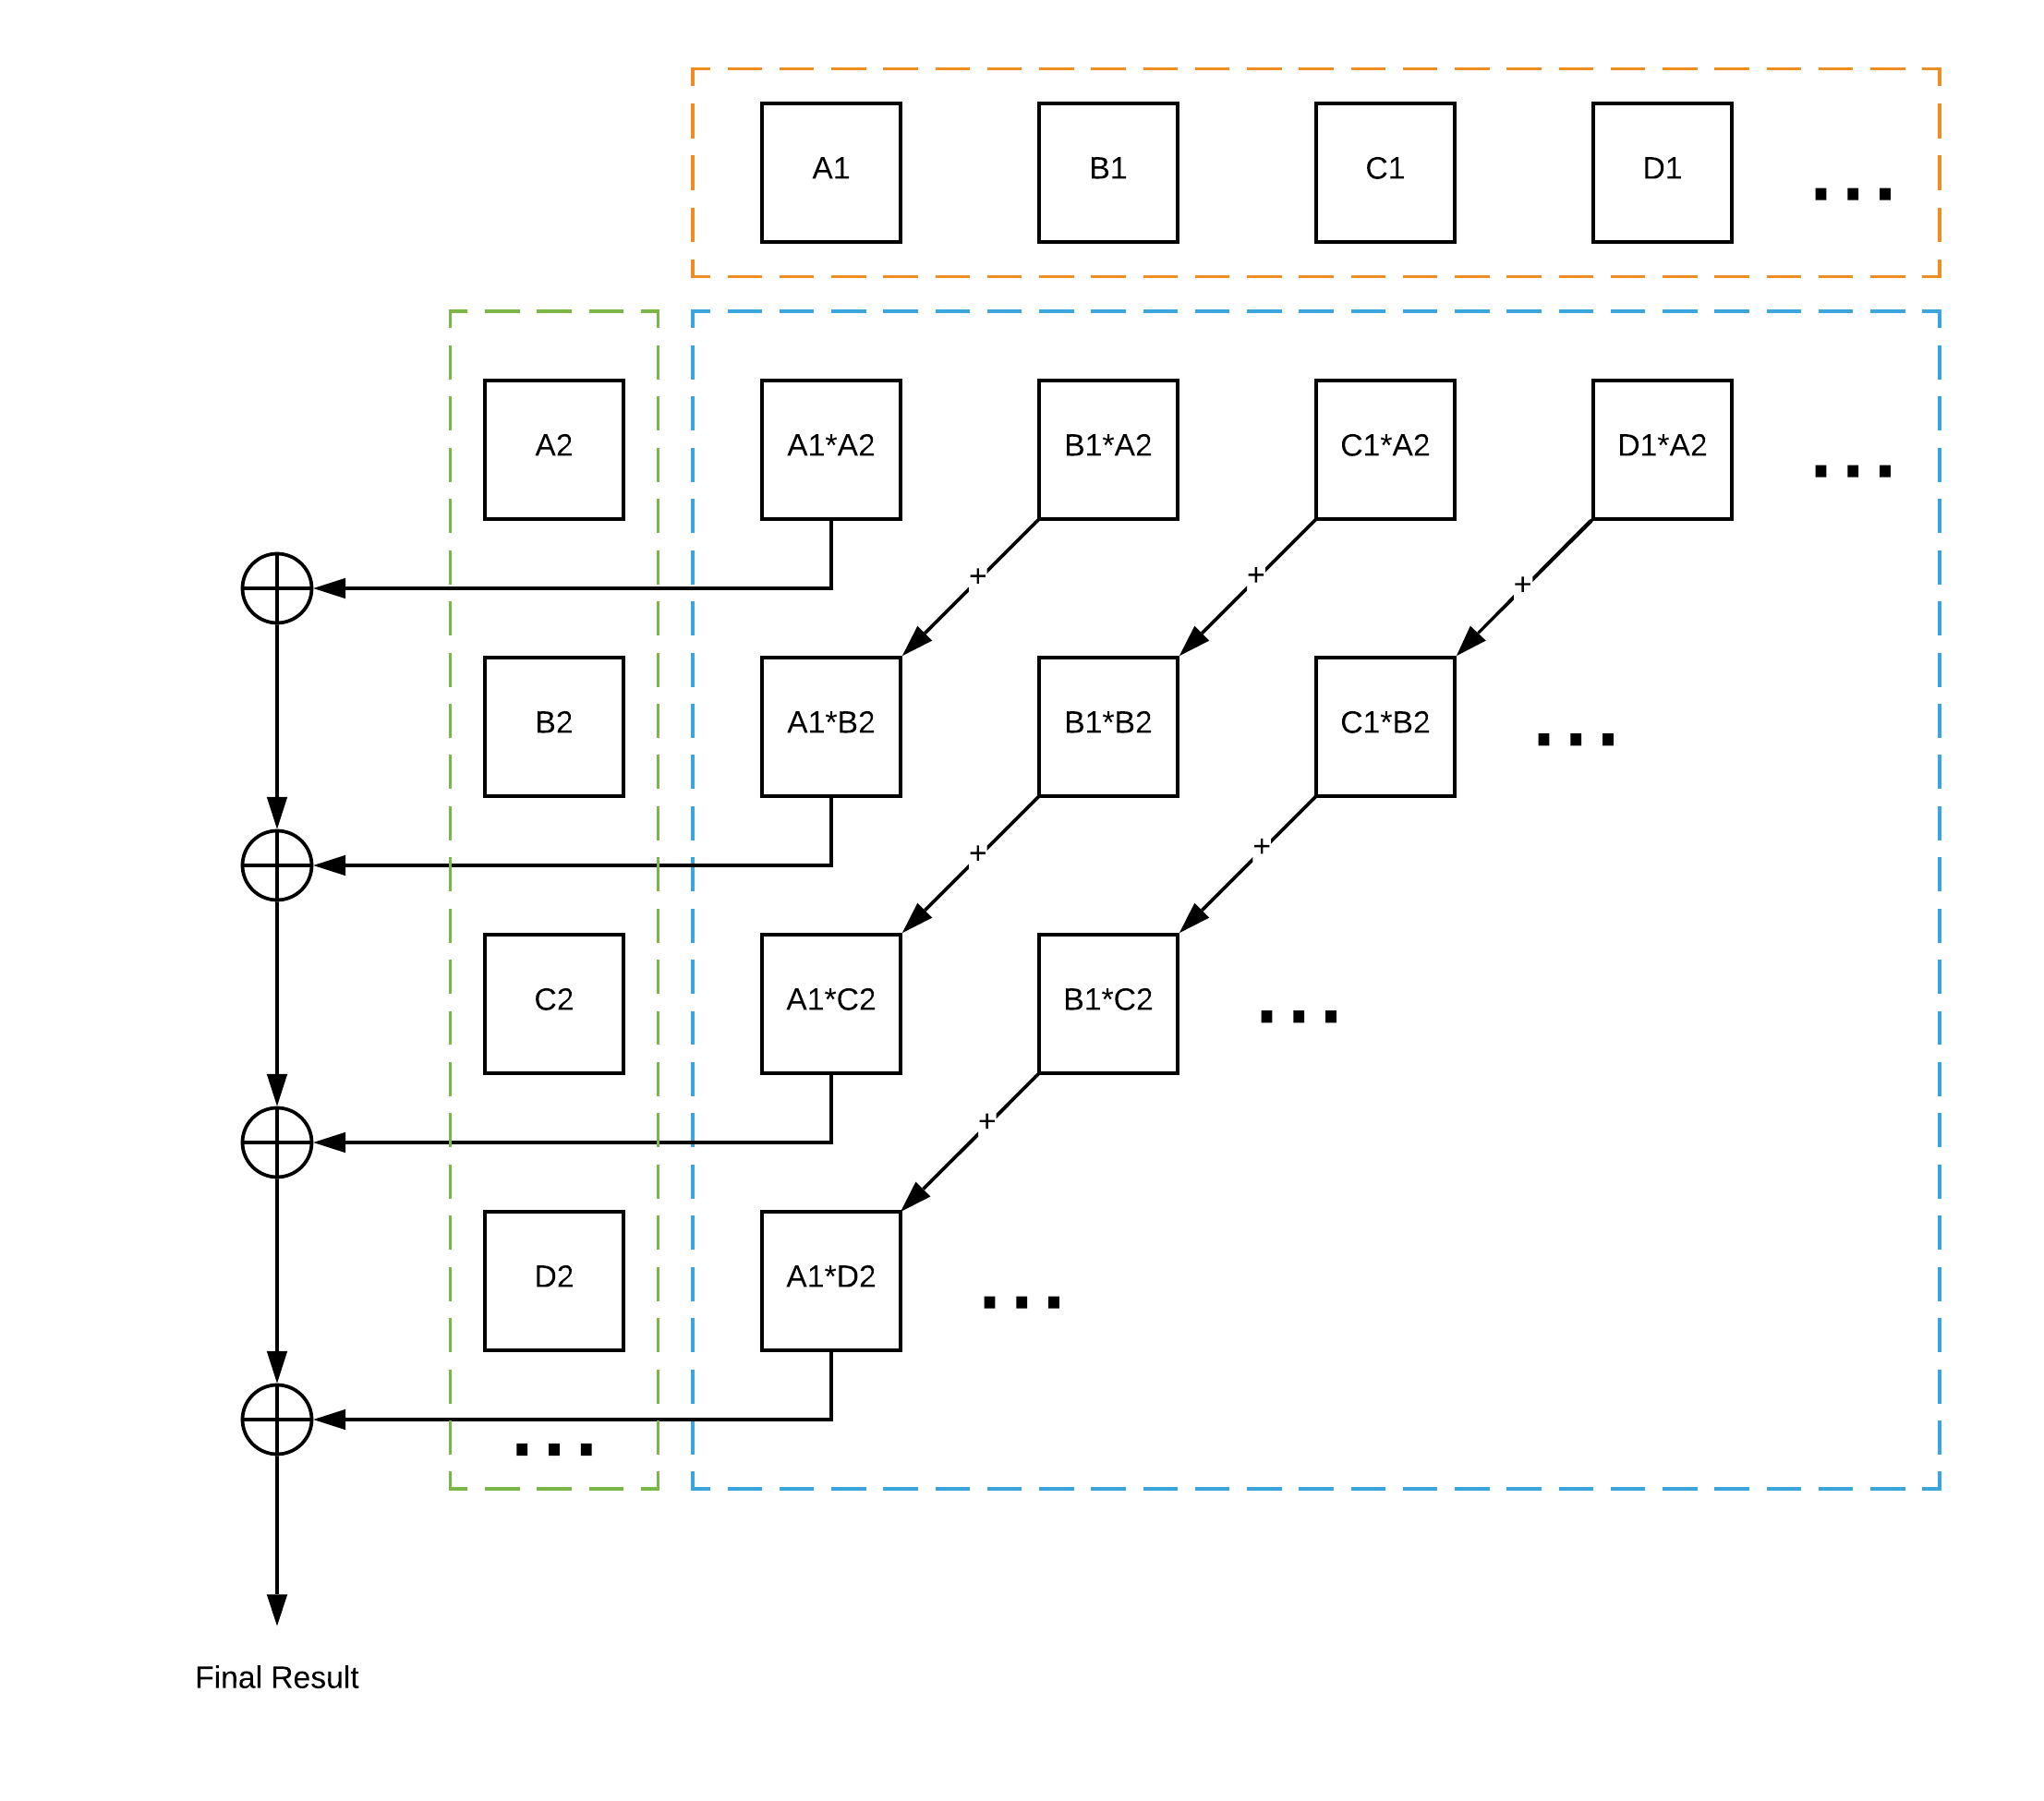 A1 B1 C1 D1 ...
A2 A1*A2 B1*A2 C1*A2 D1*A2 ...
+ + +
B2 A1*B2 B1*B2 C1*B2 ...
+ +
C2 A1*C2 B1*C2 ...
+
D2 A1*D2 ...
...
Final Result